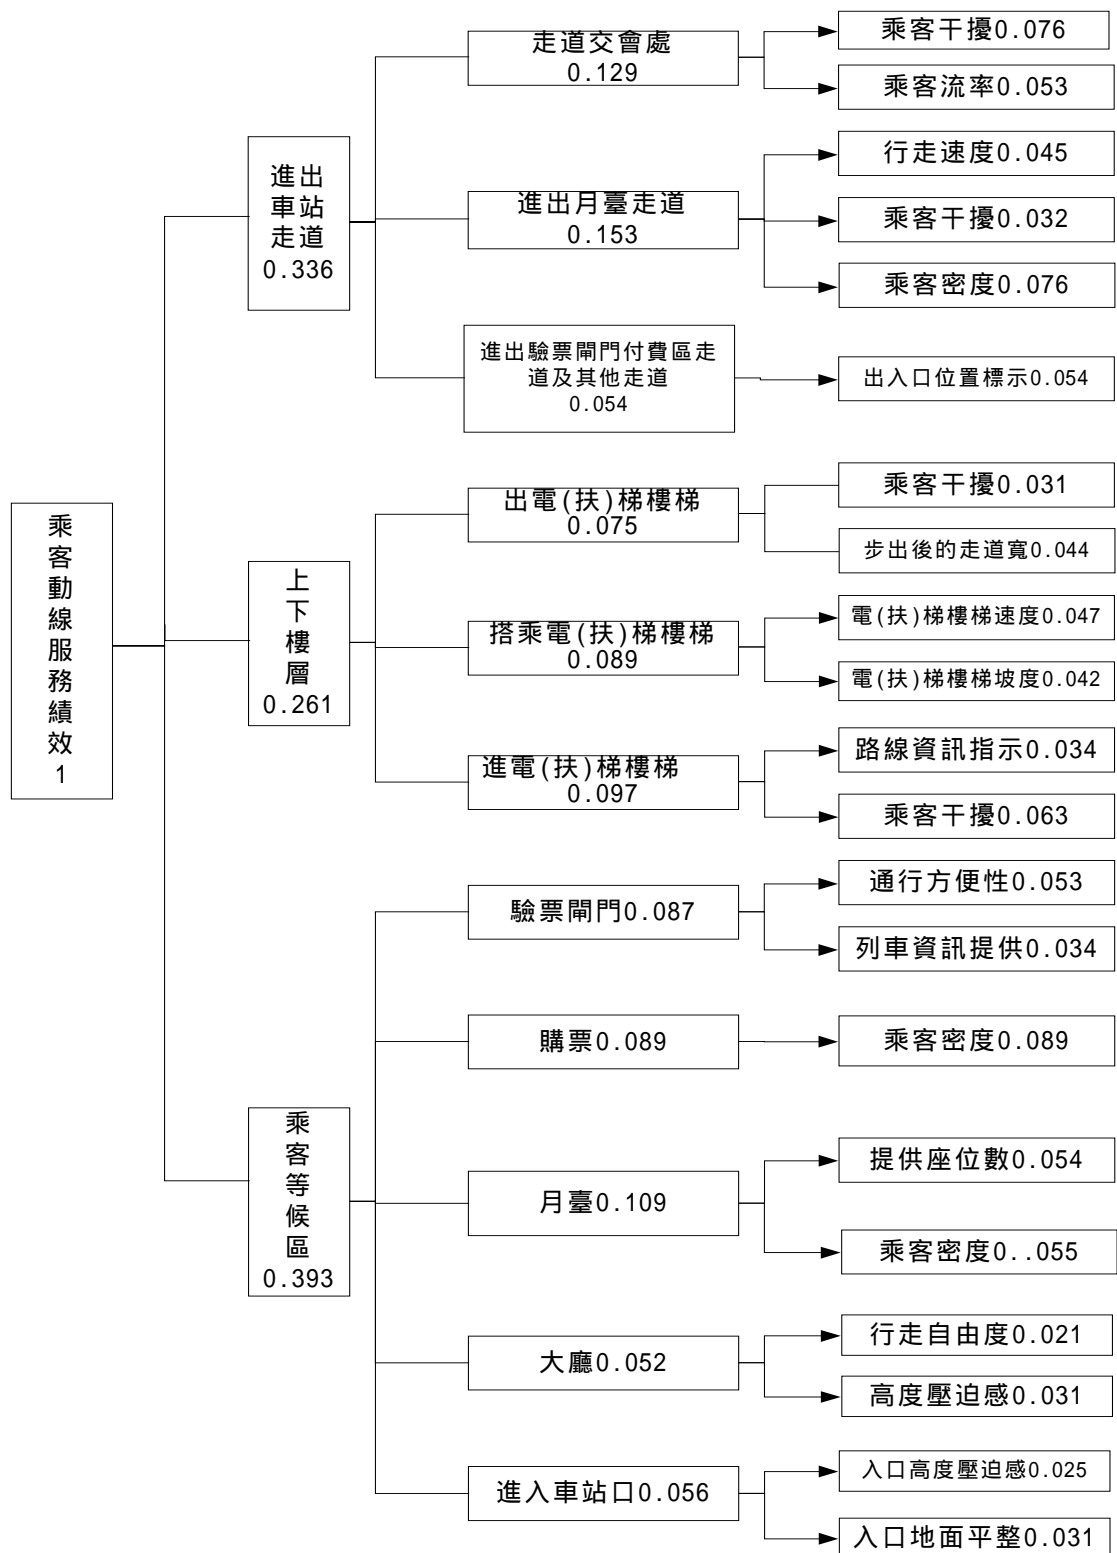 乘客動線服務績效
1
進出
車站
走道
0.336
走道交會處
0.129
乘客干擾0.076
乘客流率0.053
進出月臺走道
0.153
行走速度0.045
乘客干擾0.032
乘客密度0.076
進出驗票閘門付費區走
道及其他走道
0.054
出入口位置標示0.054
上下樓層
0.261
出電(扶)梯樓梯
0.075
乘客干擾0.031
步出後的走道寬0.044
搭乘電(扶)梯樓梯
0.089
電(扶)梯樓梯速度0.047
電(扶)梯樓梯坡度0.042
進電(扶)梯樓梯
0.097
路線資訊指示0.034
乘客干擾0.063
乘客等候區
0.393
驗票閘門0.087
通行方便性0.053
列車資訊提供0.034
購票0.089
乘客密度0.089
月臺0.109
提供座位數0.054
乘客密度0..055
大廳0.052
行走自由度0.021
高度壓迫感0.031
進入車站口0.056
入口高度壓迫感0.025
入口地面平整0.031